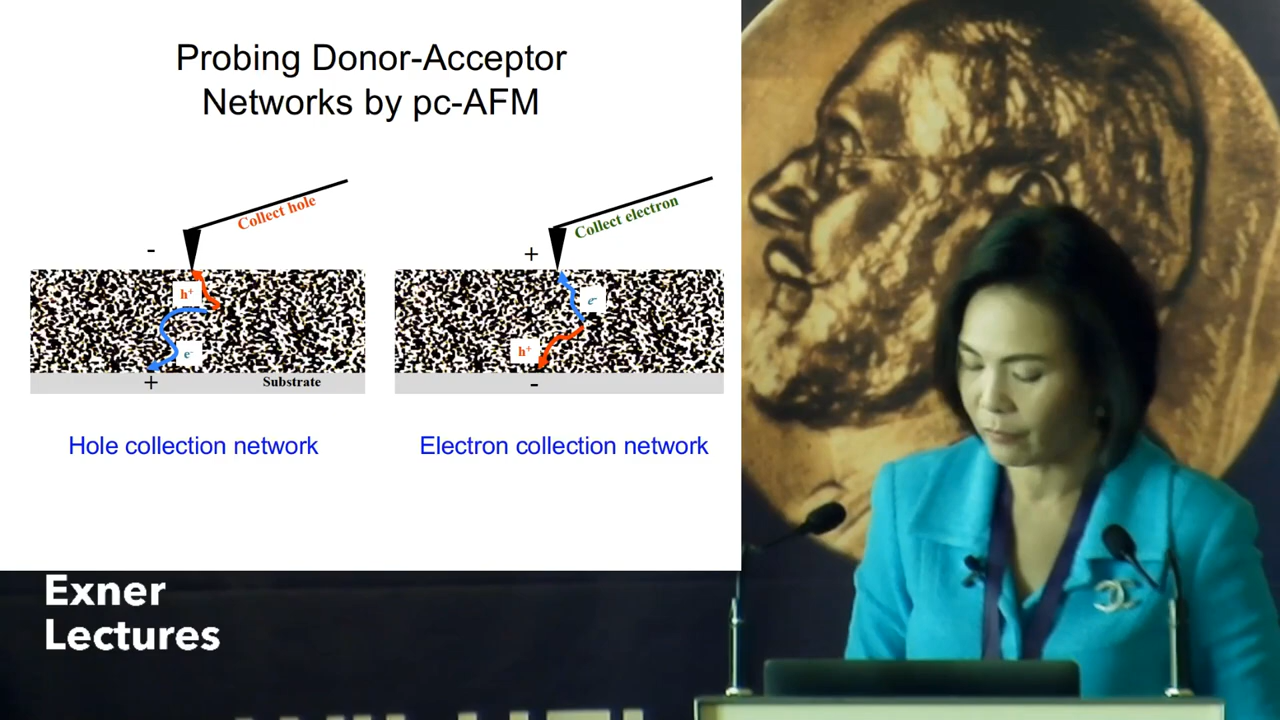 Probing Donor-Acceptor
Networks by pc-AFM
Collect hole
-
h⁺
e⁻
+
Substrate
Hole collection network
Collect electron
+
e⁻
h⁺
-
Electron collection network
Exner
Lectures